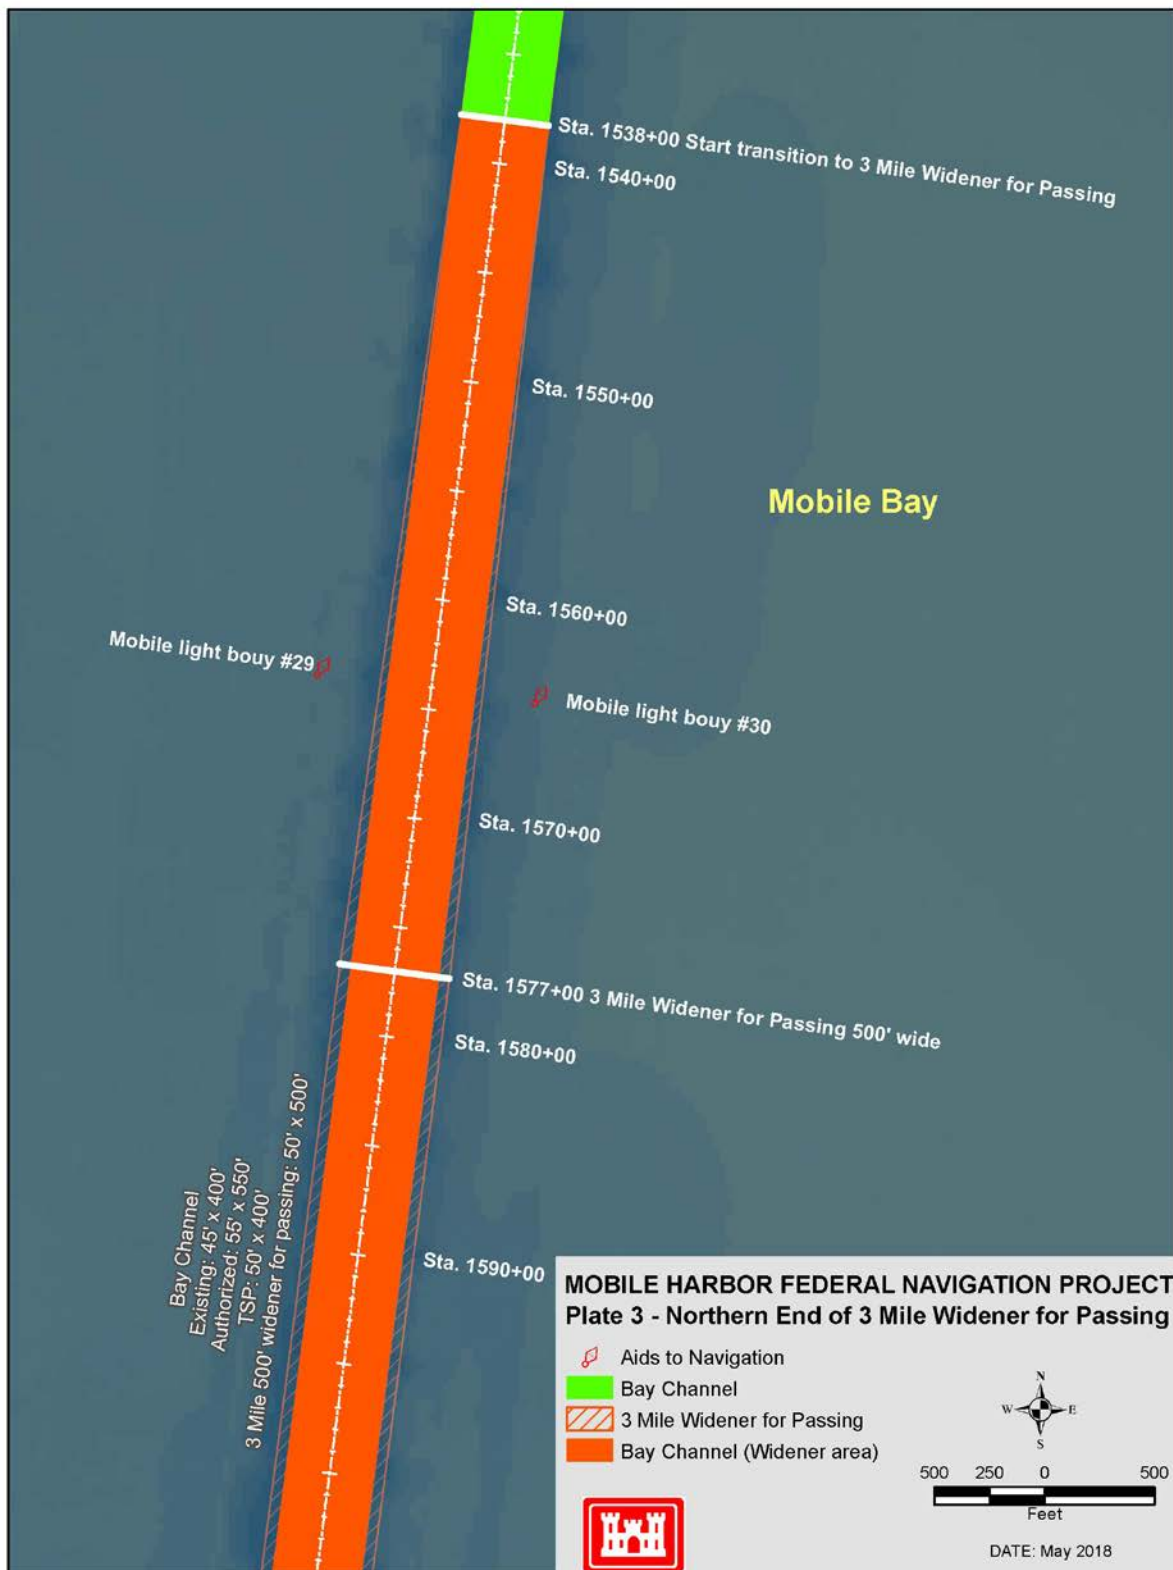 Sta. 1538+00 Start transition to 3 Mile Widener for Passing
Sta. 1540+00
Sta. 1550+00
Mobile Bay
Sta. 1560+00
Mobile light bouy #29
Mobile light bouy #30
Sta. 1570+00
Sta. 1577+00 3 Mile Widener for Passing 500' wide
Sta. 1580+00
Bay Channel
Existing: 45' x 400'
Authorized: 55' x 550'
TSP: 50' x 400'
3 Mile 500' widener for passing: 50' x 500'
Sta. 1590+00
MOBILE HARBOR FEDERAL NAVIGATION PROJECT
Plate 3 - Northern End of 3 Mile Widener for Passing
Aids to Navigation
Bay Channel
3 Mile Widener for Passing
Bay Channel (Widener area)
N
W E
S
500 250 0 500
Feet
DATE: May 2018